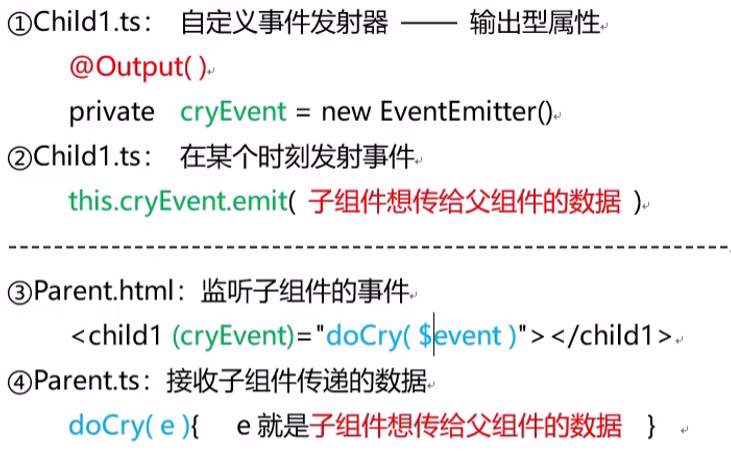 ①Child1.ts： 自定义事件发射器 —— 输出型属性
@Output( )
private cryEvent = new EventEmitter()
②Child1.ts： 在某个时刻发射事件
this.cryEvent.emit( 子组件想传给父组件的数据 )
③Parent.html：监听子组件的事件
<child1 (cryEvent)="doCry( $event )"></child1>
④Parent.ts：接收子组件传递的数据
doCry( e ){ e 就是子组件想传给父组件的数据 }